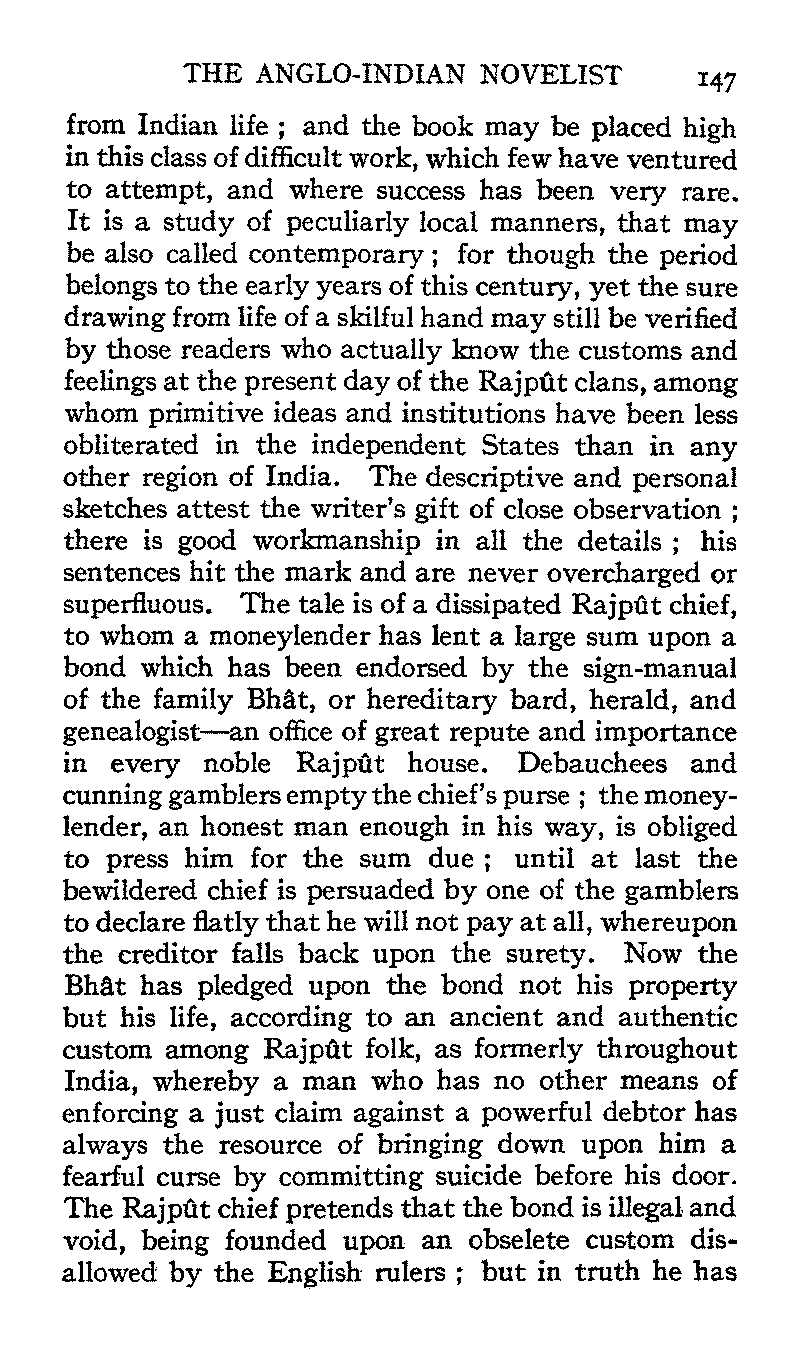 THE ANGLO-INDIAN NOVELIST 147
from Indian life ; and the book may be placed high
in this class of difficult work, which few have ventured
to attempt, and where success has been very rare.
It is a study of peculiarly local manners, that may
be also called contemporary ; for though the period
belongs to the early years of this century, yet the sure
drawing from life of a skilful hand may still be verified
by those readers who actually know the customs and
feelings at the present day of the Rajpût clans, among
whom primitive ideas and institutions have been less
obliterated in the independent States than in any
other region of India. The descriptive and personal
sketches attest the writer's gift of close observation ;
there is good workmanship in all the details ; his
sentences hit the mark and are never overcharged or
superfluous. The tale is of a dissipated Rajpût chief,
to whom a moneylender has lent a large sum upon a
bond which has been endorsed by the sign-manual
of the family Bhât, or hereditary bard, herald, and
genealogist—an office of great repute and importance
in every noble Rajpût house. Debauchees and
cunning gamblers empty the chief's purse ; the money-
lender, an honest man enough in his way, is obliged
to press him for the sum due ; until at last the
bewildered chief is persuaded by one of the gamblers
to declare flatly that he will not pay at all, whereupon
the creditor falls back upon the surety. Now the
Bhât has pledged upon the bond not his property
but his life, according to an ancient and authentic
custom among Rajpût folk, as formerly throughout
India, whereby a man who has no other means of
enforcing a just claim against a powerful debtor has
always the resource of bringing down upon him a
fearful curse by committing suicide before his door.
The Rajpût chief pretends that the bond is illegal and
void, being founded upon an obselete custom dis-
allowed by the English rulers ; but in truth he has